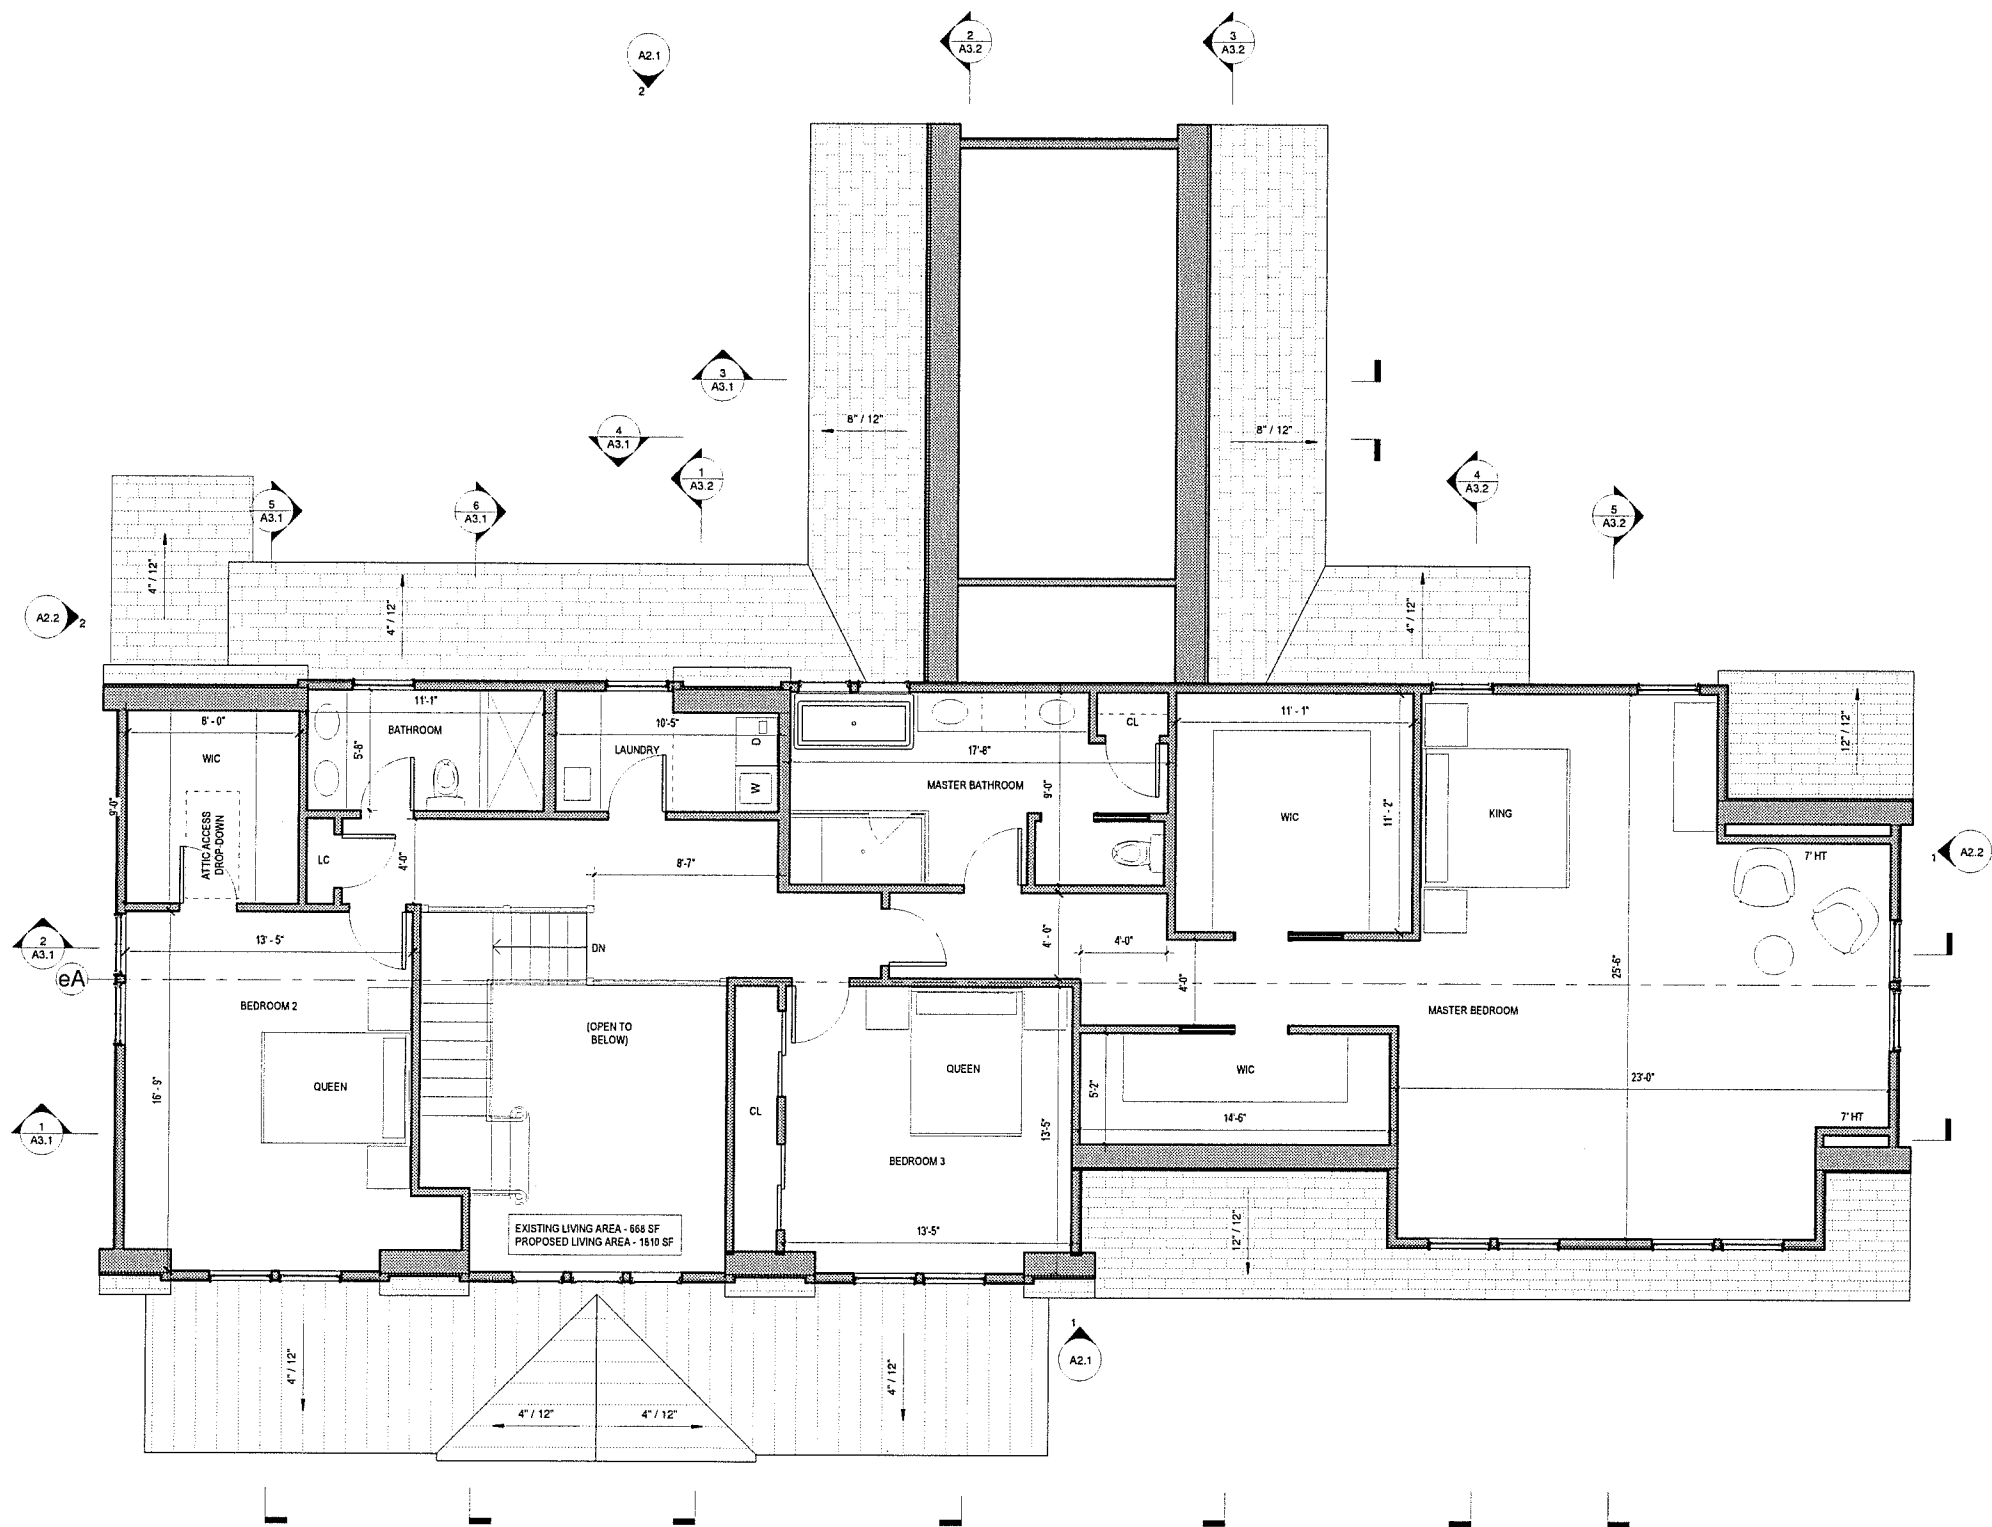 A2.1
2
2
A3.2
3
A3.2
3
A3.1
8" / 12"
8" / 12"
4
A3.1
1
A3.2
4
A3.2
5
A3.1
6
A3.1
5
A3.2
4" / 12"
4" / 12"
4" / 12"
A2.2
2
11'-1"
8' - 0"
BATHROOM
5'-8"
10'-5"
LAUNDRY
D
W
17'-8"
MASTER BATHROOM
9'-0"
CL
11' - 1"
12" / 12"
WIC
9'-0"
ATTIC ACCESS
DROP-DOWN
WIC
11' - 2"
KING
LC
4'-0"
8'-7"
7' HT
1
A2.2
2
A3.1
13' - 5"
DN
4' - 0"
4'-0"
4'-0"
25'-6"
eA
BEDROOM 2
MASTER BEDROOM
(OPEN TO
BELOW)
QUEEN
QUEEN
WIC
23'-0"
16' - 9"
5'-2"
CL
14'-6"
7' HT
1
A3.1
13'-5"
BEDROOM 3
EXISTING LIVING AREA - 668 SF
PROPOSED LIVING AREA - 1810 SF
13'-5"
12" / 12"
1
A2.1
4" / 12"
4" / 12"
4" / 12"
4" / 12"